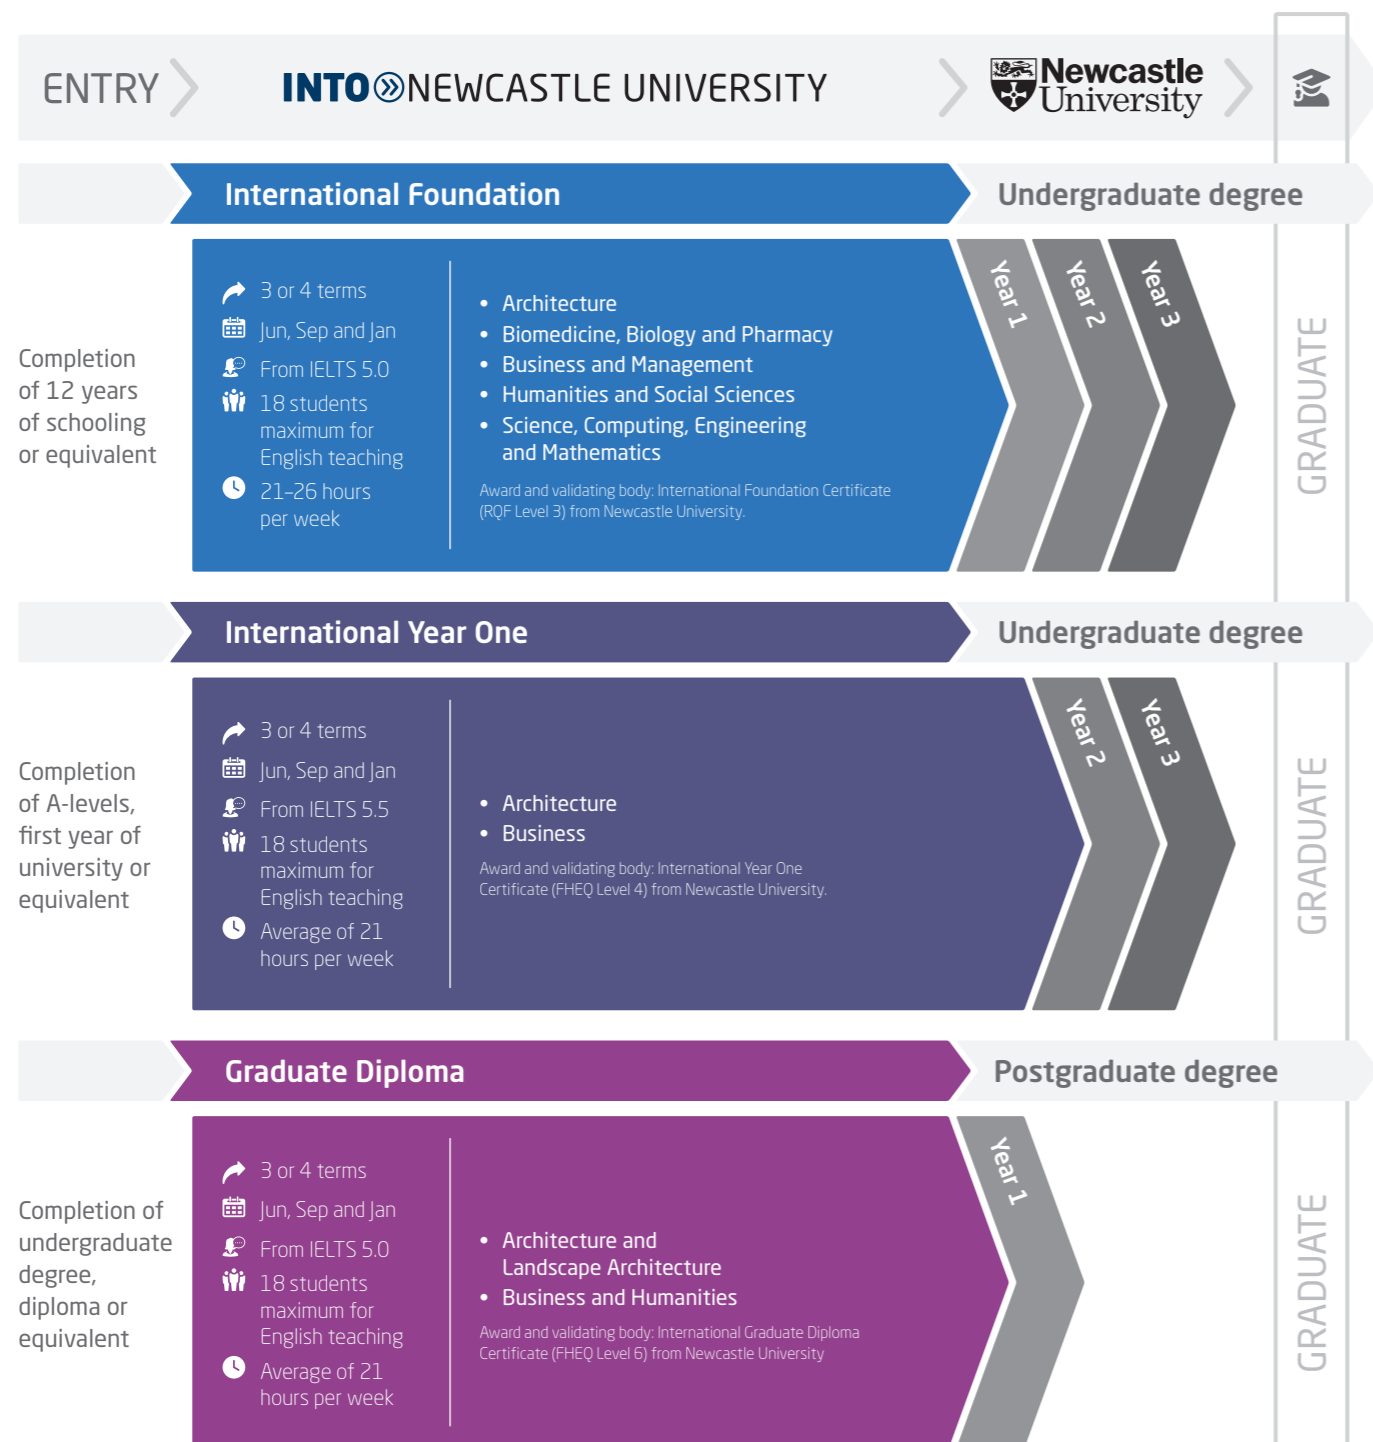 ENTRY
INTO NEWCASTLE UNIVERSITY
Newcastle
University
International Foundation
Undergraduate degree
Completion
of 12 years
of schooling
or equivalent
3 or 4 terms
Jun, Sep and Jan
From IELTS 5.0
18 students
maximum for
English teaching
21–26 hours
per week
• Architecture
• Biomedicine, Biology and Pharmacy
• Business and Management
• Humanities and Social Sciences
• Science, Computing, Engineering
and Mathematics
Award and validating body: International Foundation Certificate
(RQF Level 3) from Newcastle University.
Year 1
Year 2
Year 3
GRADUATE
International Year One
Undergraduate degree
Completion
of A-levels,
first year of
university or
equivalent
3 or 4 terms
Jun, Sep and Jan
From IELTS 5.5
18 students
maximum for
English teaching
Average of 21
hours per week
• Architecture
• Business
Award and validating body: International Year One
Certificate (FHEQ Level 4) from Newcastle University.
Year 2
Year 3
GRADUATE
Graduate Diploma
Postgraduate degree
Completion of
undergraduate
degree,
diploma or
equivalent
3 or 4 terms
Jun, Sep and Jan
From IELTS 5.0
18 students
maximum for
English teaching
Average of 21
hours per week
• Architecture and
Landscape Architecture
• Business and Humanities
Award and validating body: International Graduate Diploma
Certificate (FHEQ Level 6) from Newcastle University
Year 1
GRADUATE